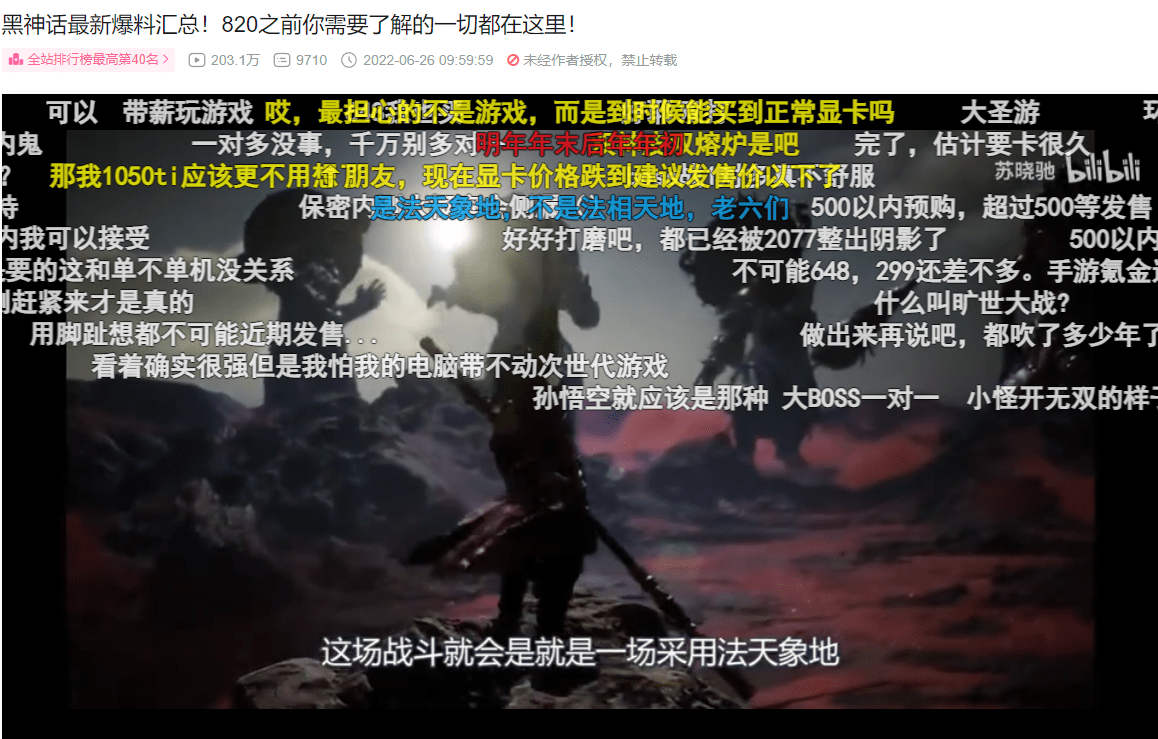 黑神话最新爆料汇总！820之前你需要了解的一切都在这里！
全站排行榜最高第40名 203.1万 9710 2022-06-26 09:59:59 未经作者授权，禁止转载
可以 带薪玩游戏 哎，最担心的不是游戏，而是到时候能买到正常显卡吗 大圣游
内鬼 一对多没事，千万别多对 明年年末后年年初 双熔炉是吧 完了，估计要卡很久
? 那我1050ti应该更不用想了 朋友，现在显卡价格跌到建议发售价以下了 舒服
苏晓驰 bilibili
待 保密内 是法天象地，不是法相天地，老六们 500以内预购，超过500等发售
内我可以接受 好好打磨吧，都已经被2077整出阴影了 500以内
要的这和单不单机没关系 不可能648，299还差不多。手游氪金
赶紧来才是真的 什么叫旷世大战?
用脚趾想都不可能近期发售... 做出来再说吧，都吹了多少年了
看着确实很强但是我怕我的电脑带不动次世代游戏
孙悟空就应该是那种 大BOSS一对一 小怪开无双的样子
这场战斗就会是就是一场采用法天象地